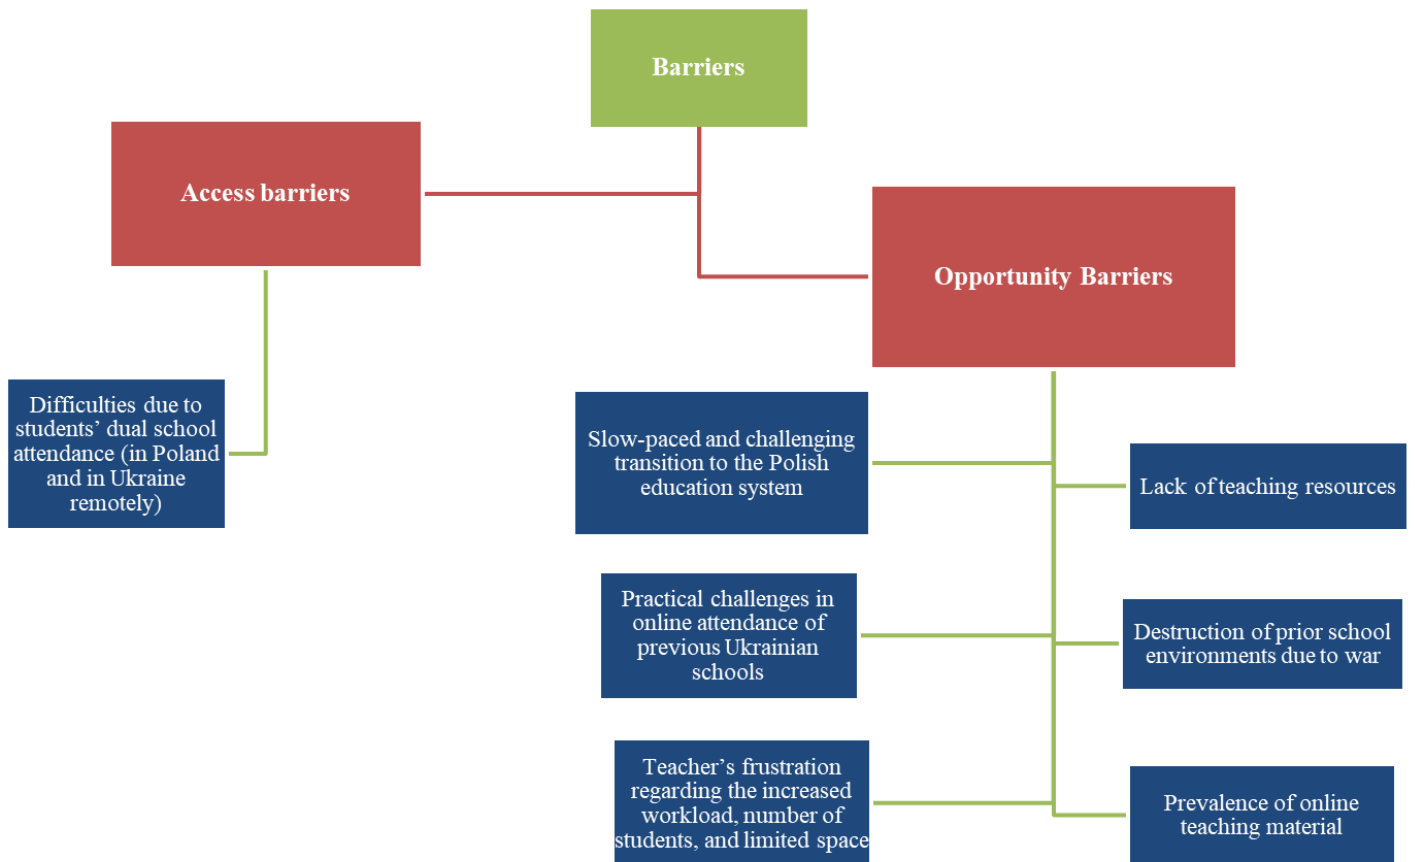 Barriers
Access barriers
Opportunity Barriers
Difficulties due to
students’ dual school
attendance (in Poland
and in Ukraine
remotely)
Slow-paced and challenging
transition to the Polish
education system
Lack of teaching resources
Practical challenges in
online attendance of
previous Ukrainian
schools
Destruction of prior school
environments due to war
Teacher’s frustration
regarding the increased
workload, number of
students, and limited space
Prevalence of online
teaching material